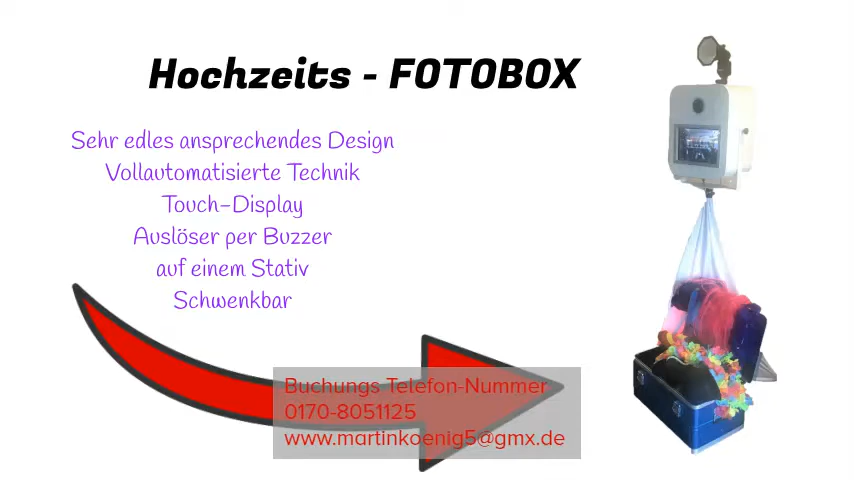 Hochzeits - FOTOBOX
Sehr edles ansprechendes Design
Vollautomatisierte Technik
Touch-Display
Auslöser per Buzzer
auf einem Stativ
Schwenkbar
Buchungs Telefon-Nummer
0170-8051125
www.martinkoenig5@gmx.de